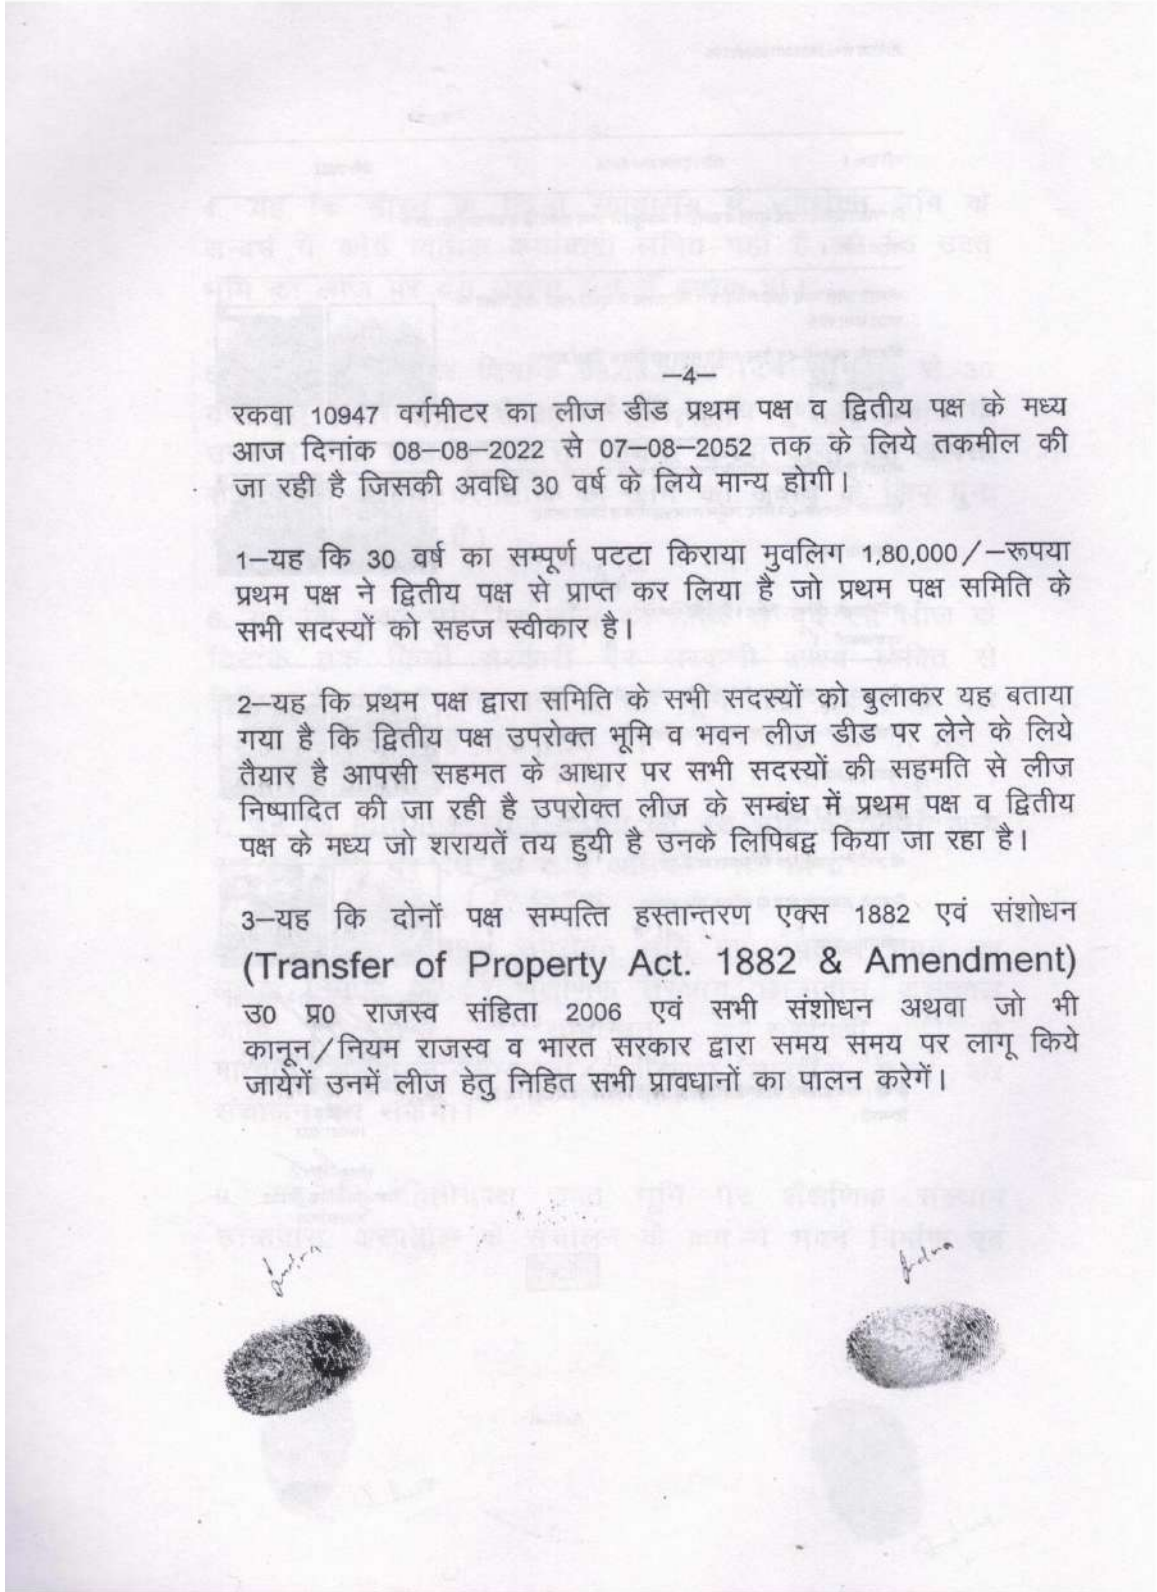 –4–
रकवा 10947 वर्गमीटर का लीज डीड प्रथम पक्ष व द्वितीय पक्ष के मध्य
आज दिनांक 08–08–2022 से 07–08–2052 तक के लिये तकमील की
जा रही है जिसकी अवधि 30 वर्ष के लिये मान्य होगी।
1–यह कि 30 वर्ष का सम्पूर्ण पटटा किराया मुवलिग 1,80,000/–रूपया
प्रथम पक्ष ने द्वितीय पक्ष से प्राप्त कर लिया है जो प्रथम पक्ष समिति के
सभी सदस्यों को सहज स्वीकार है।
2–यह कि प्रथम पक्ष द्वारा समिति के सभी सदस्यों को बुलाकर यह बताया
गया है कि द्वितीय पक्ष उपरोक्त भूमि व भवन लीज डीड पर लेने के लिये
तैयार है आपसी सहमत के आधार पर सभी सदस्यों की सहमति से लीज
निष्पादित की जा रही है उपरोक्त लीज के सम्बंध में प्रथम पक्ष व द्वितीय
पक्ष के मध्य जो शरायतें तय हुयी है उनके लिपिबद्व किया जा रहा है।
3–यह कि दोनों पक्ष सम्पत्ति हस्तान्तरण एक्स 1882 एवं संशोधन
(Transfer of Property Act. 1882 & Amendment)
उ0 प्र0 राजस्व संहिता 2006 एवं सभी संशोधन अथवा जो भी
कानून/नियम राजस्व व भारत सरकार द्वारा समय समय पर लागू किये
जायेगें उनमें लीज हेतु निहित सभी प्रावधानों का पालन करेगें।